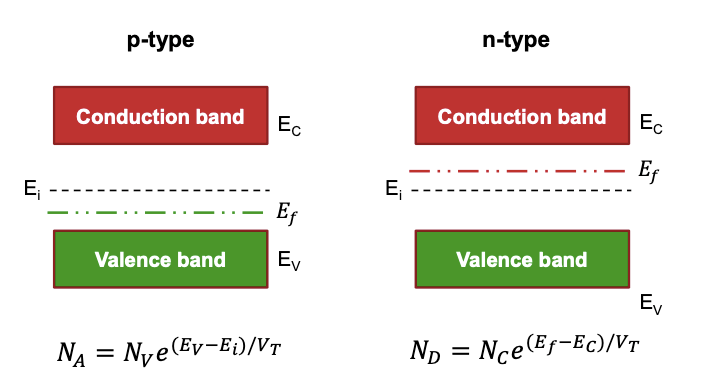 p-type
n-type
Conduction band
E_C
Conduction band
E_C
E_f
E_i
E_i
E_f
Valence band
E_V
Valence band
E_V
N_A = N_V e^{(E_V−E_i)/V_T}
N_D = N_C e^{(E_f−E_C)/V_T}